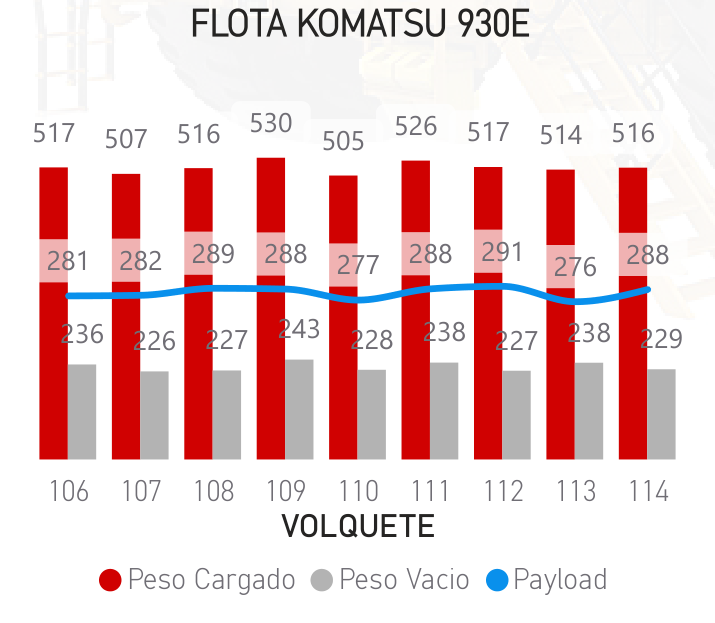 FLOTA KOMATSU 930E
517 507 516 530 505 526 517 514 516
281 282 289 288 277 288 291 276 288
236 226 227 243 228 238 227 238 229
106 107 108 109 110 111 112 113 114
VOLQUETE
Peso Cargado Peso Vacio Payload